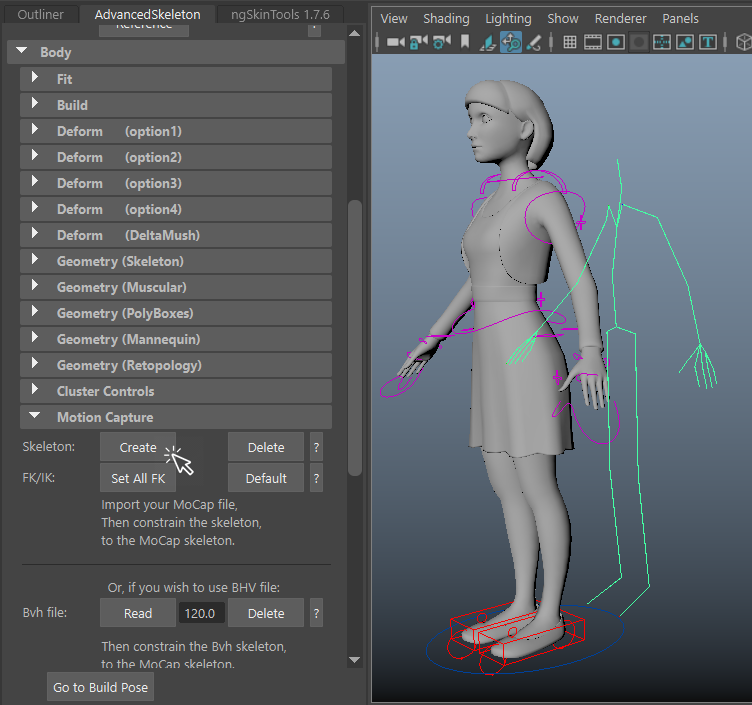 Outliner AdvancedSkeleton ngSkinTools 1.7.6
Reference ?
Body
Fit
Build
Deform (option1)
Deform (option2)
Deform (option3)
Deform (option4)
Deform (DeltaMush)
Geometry (Skeleton)
Geometry (Muscular)
Geometry (PolyBoxes)
Geometry (Mannequin)
Geometry (Retopology)
Cluster Controls
Motion Capture
Skeleton: Create Delete ?
FK/IK: Set All FK Default ?
Import your MoCap file,
Then constrain the skeleton,
to the MoCap skeleton.
Or, if you wish to use BHV file:
Bvh file: Read 120.0 Delete ?
Then constrain the Bvh skeleton,
to the MoCap skeleton.
Go to Build Pose
View Shading Lighting Show Renderer Panels
T